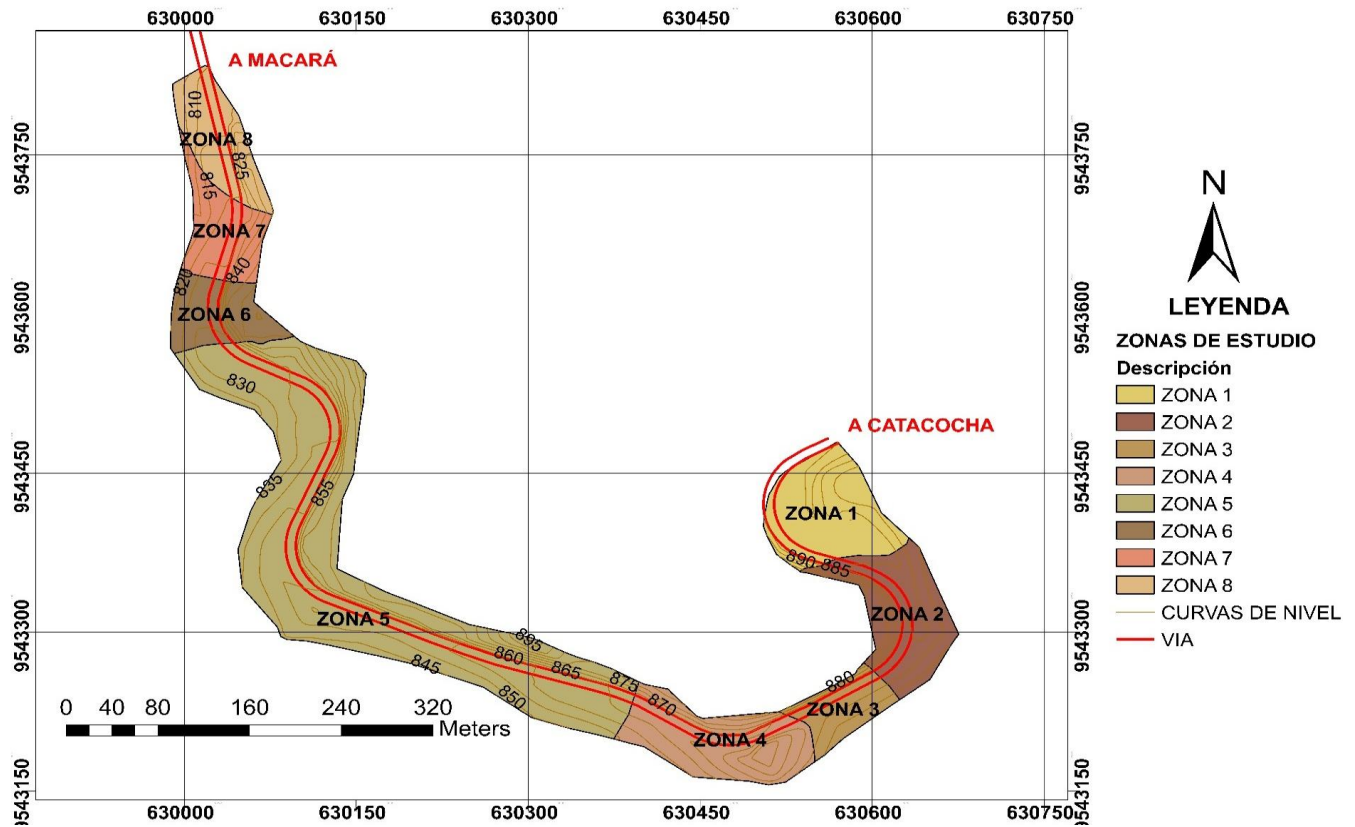 630000 630150 630300 630450 630600 630750
A MACARÁ
810
ZONA 8
825
9543750 9543750
815
ZONA 7
840
820
9543600 9543600
ZONA 6
830
A CATACOCHA
9543450 9543450
835
855
ZONA 1
890 885
ZONA 5
ZONA 2
9543300 9543300
895
860
845
865
850
875
870
880
ZONA 3
ZONA 4
0 40 80 160 240 320
Meters
9543150 9543150
630000 630150 630300 630450 630600 630750
N
LEYENDA
ZONAS DE ESTUDIO
Descripción
ZONA 1
ZONA 2
ZONA 3
ZONA 4
ZONA 5
ZONA 6
ZONA 7
ZONA 8
CURVAS DE NIVEL
VIA